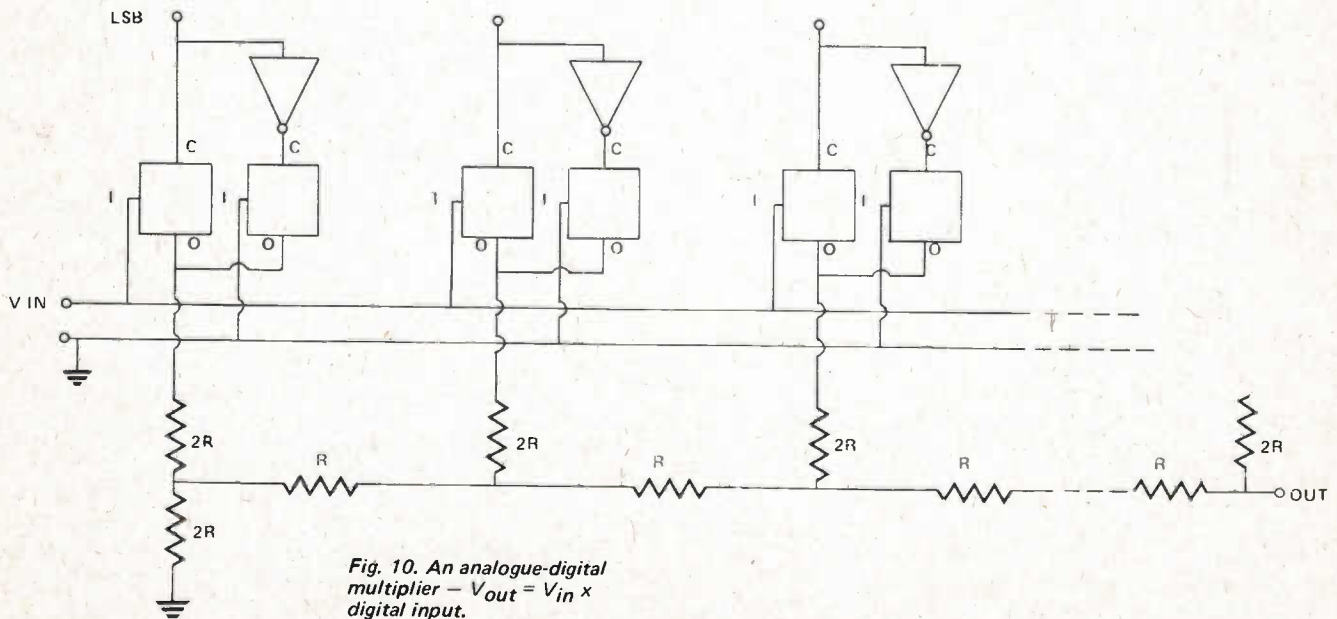 LSB
C
C
C
C
C
C
I
I
I
I
I
I
O
O
O
O
O
O
V IN
2R
2R
2R
2R
R
R
R
R
OUT
2R
Fig. 10. An analogue-digital
multiplier – Vout = Vin x
digital input.